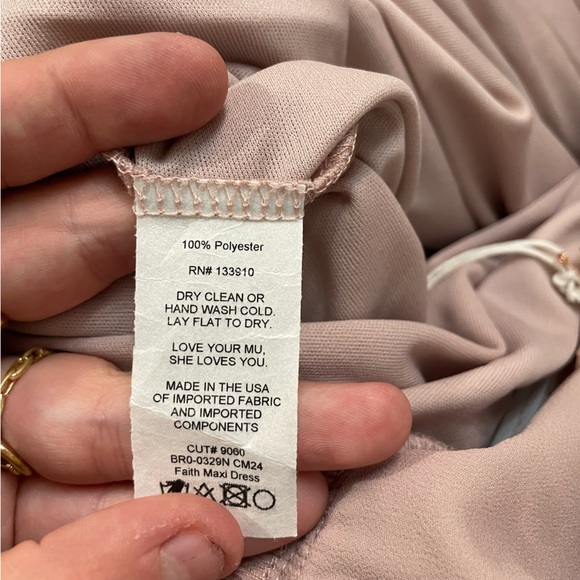 100% Polyester
RN# 133910
DRY CLEAN OR
HAND WASH COLD.
LAY FLAT TO DRY.
LOVE YOUR MU,
SHE LOVES YOU.
MADE IN THE USA
OF IMPORTED FABRIC
AND IMPORTED
COMPONENTS
CUT# 9060
BR0-0329N CM24
Faith Maxi Dress